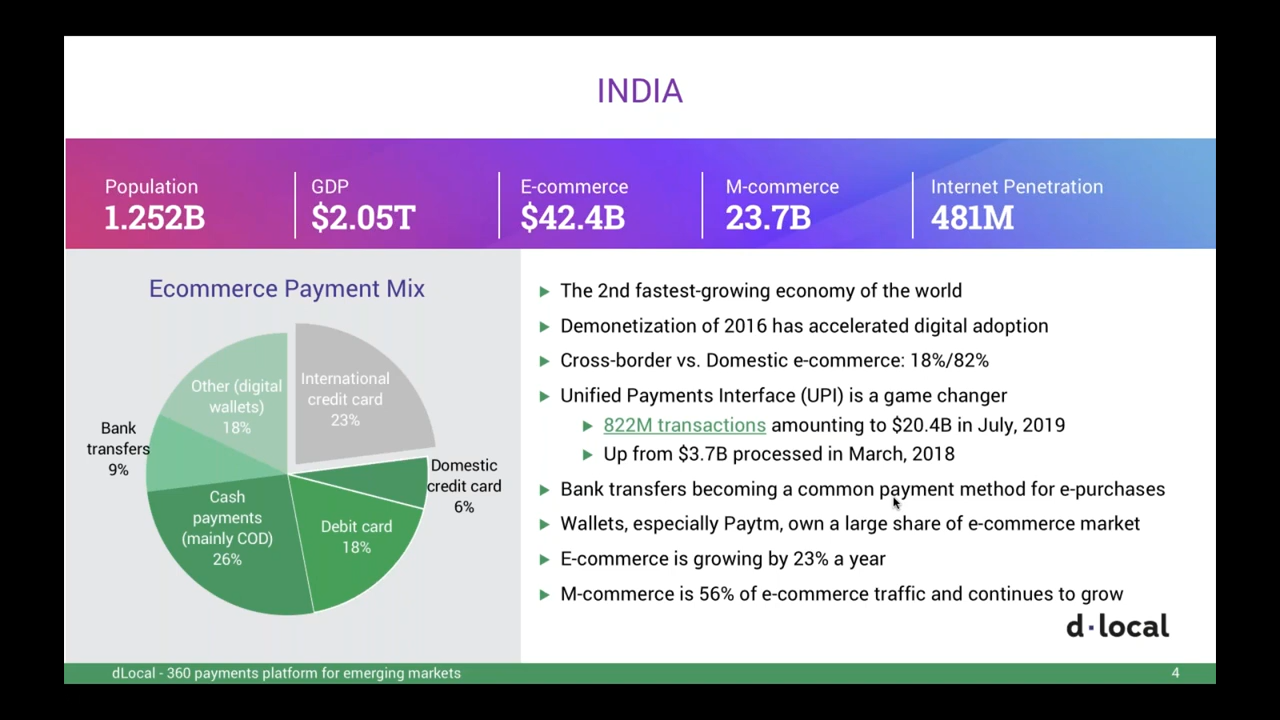 INDIA
Population
1.252B
GDP
$2.05T
E-commerce
$42.4B
M-commerce
23.7B
Internet Penetration
481M
Ecommerce Payment Mix
International
credit card
23%
Domestic
credit card
6%
Debit card
18%
Cash
payments
(mainly COD)
26%
Bank
transfers
9%
Other (digital
wallets)
18%
The 2nd fastest-growing economy of the world
Demonetization of 2016 has accelerated digital adoption
Cross-border vs. Domestic e-commerce: 18%/82%
Unified Payments Interface (UPI) is a game changer
822M transactions amounting to $20.4B in July, 2019
Up from $3.7B processed in March, 2018
Bank transfers becoming a common payment method for e-purchases
Wallets, especially Paytm, own a large share of e-commerce market
E-commerce is growing by 23% a year
M-commerce is 56% of e-commerce traffic and continues to grow
d·local
dLocal - 360 payments platform for emerging markets
4